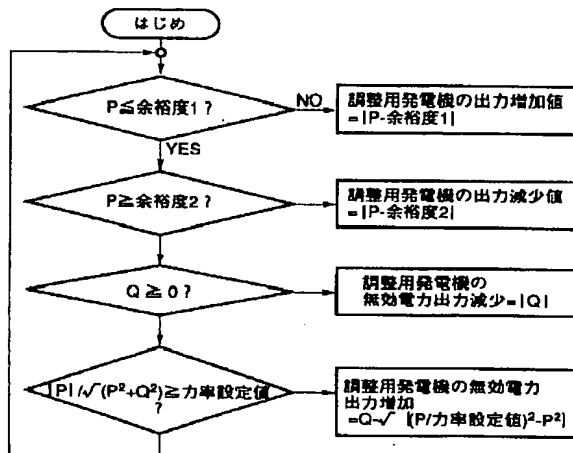 はじめ
P≦余裕度1?
NO
調整用発電機の出力増加値
=|P-余裕度1|
YES
P≧余裕度2?
調整用発電機の出力減少値
=|P-余裕度2|
Q≧0?
調整用発電機の
無効電力出力減少=|Q|
|P|/√(P²+Q²)≧力率設定値
?
調整用発電機の無効電力
出力増加
=Q-√[(P/力率設定値)²-P²]